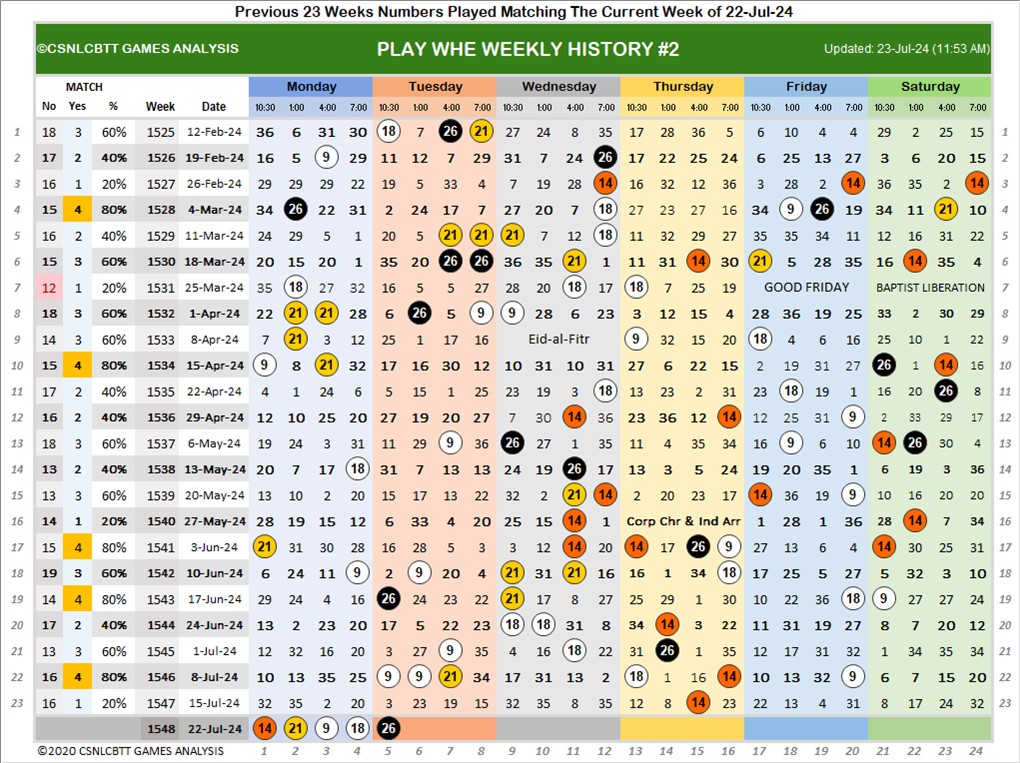 Previous 23 Weeks Numbers Played Matching The Current Week of 22-Jul-24
©CSNLCBTT GAMES ANALYSIS PLAY WHE WEEKLY HISTORY #2 Updated: 23-Jul-24 (11:53 AM)
MATCH Monday Tuesday Wednesday Thursday Friday Saturday
No Yes % Week Date 10:30 1:00 4:00 7:00 10:30 1:00 4:00 7:00 10:30 1:00 4:00 7:00 10:30 1:00 4:00 7:00 10:30 1:00 4:00 7:00 10:30 1:00 4:00 7:00
1 18 3 60% 1525 12-Feb-24 36 6 31 30 18 7 26 21 27 24 8 35 17 28 36 5 6 10 4 4 29 2 25 15 1
2 17 2 40% 1526 19-Feb-24 16 5 9 29 11 12 7 29 31 7 24 26 17 22 25 24 6 25 13 27 3 6 20 15 2
3 16 1 20% 1527 26-Feb-24 29 29 29 22 19 5 33 4 7 19 28 14 16 32 12 36 3 28 2 14 36 35 2 14 3
4 15 4 80% 1528 4-Mar-24 34 26 22 31 2 24 17 7 27 20 7 18 27 23 27 16 34 9 26 19 34 11 21 10 4
5 16 2 40% 1529 11-Mar-24 24 29 5 1 20 5 21 21 21 7 12 18 11 32 29 27 35 35 34 11 12 16 31 22 5
6 15 3 60% 1530 18-Mar-24 20 15 20 1 35 20 26 26 36 35 21 1 11 31 14 30 21 5 28 35 16 14 35 4 6
7 12 1 20% 1531 25-Mar-24 35 18 27 32 16 5 5 27 28 20 18 17 18 7 25 19 GOOD FRIDAY BAPTIST LIBERATION 7
8 18 3 60% 1532 1-Apr-24 22 21 21 28 6 26 5 9 9 28 6 23 3 12 15 4 28 36 19 25 33 2 30 29 8
9 14 3 60% 1533 8-Apr-24 7 21 3 12 25 1 17 16 Eid-al-Fitr 9 32 15 20 18 4 6 16 25 10 1 22 9
10 15 4 80% 1534 15-Apr-24 9 8 21 32 17 16 30 12 10 31 10 31 27 6 22 15 2 19 31 27 26 1 14 16 10
11 17 2 40% 1535 22-Apr-24 4 1 24 6 5 15 1 25 12 19 3 18 13 23 2 31 23 18 19 1 16 20 26 8 11
12 16 2 40% 1536 29-Apr-24 12 10 25 20 27 19 20 27 7 30 14 36 23 36 12 14 12 25 31 9 2 33 29 17 12
13 18 3 60% 1537 6-May-24 19 24 3 31 11 29 9 36 26 27 1 35 11 4 35 34 16 9 6 10 14 26 30 4 13
14 13 2 40% 1538 13-May-24 20 7 17 18 31 7 13 13 24 19 26 17 13 3 5 24 19 20 35 1 6 19 3 36 14
15 13 3 60% 1539 20-May-24 13 10 2 20 15 17 13 22 32 2 21 14 2 20 23 17 14 36 19 9 10 16 20 20 15
16 14 1 20% 1540 27-May-24 28 19 15 12 6 33 4 20 25 15 14 1 Corp Chr & Ind Arr 1 28 1 36 28 14 7 34 16
17 15 4 80% 1541 3-Jun-24 21 31 30 28 16 28 5 3 3 12 14 20 14 17 26 9 27 13 6 4 14 30 25 31 17
18 19 3 60% 1542 10-Jun-24 6 24 11 9 2 9 20 4 21 31 21 16 16 1 34 18 17 25 5 27 5 32 3 10 18
19 14 4 80% 1543 17-Jun-24 29 24 4 16 26 24 23 22 21 17 8 27 25 29 1 30 10 22 36 18 9 27 27 24 19
20 17 2 40% 1544 24-Jun-24 13 2 23 20 17 5 22 23 18 18 31 8 34 14 3 22 11 31 19 27 8 7 20 12 20
21 13 3 60% 1545 1-Jul-24 12 32 16 20 3 27 9 35 4 16 18 22 31 26 1 35 12 17 31 32 1 34 35 34 21
22 16 4 80% 1546 8-Jul-24 10 13 35 25 9 9 21 34 17 31 13 2 18 1 16 14 10 13 32 9 6 7 15 20 22
23 16 1 20% 1547 15-Jul-24 32 35 2 20 3 23 19 15 32 35 8 35 12 8 14 23 22 13 4 31 8 17 24 32 23
1548 22-Jul-24 14 21 9 18 26
©2020 CSNLCBTT GAMES ANALYSIS 1 2 3 4 5 6 7 8 9 10 11 12 13 14 15 16 17 18 19 20 21 22 23 24